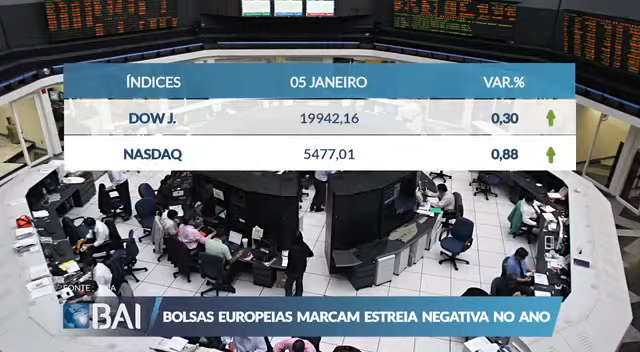 ÍNDICES 05 JANEIRO VAR.%
DOW J. 19942,16 0,30
NASDAQ 5477,01 0,88
FONTE :
BAI BOLSAS EUROPEIAS MARCAM ESTREIA NEGATIVA NO ANO